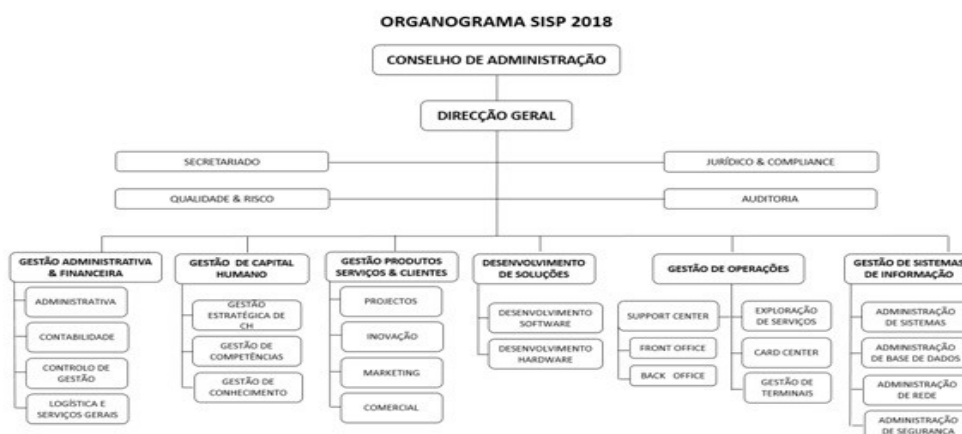 ORGANOGRAMA SISP 2018
CONSELHO DE ADMINISTRAÇÃO
DIRECÇÃO GERAL
SECRETARIADO
JURÍDICO & COMPLIANCE
QUALIDADE & RISCO
AUDITORIA
GESTÃO ADMINISTRATIVA
& FINANCEIRA
ADMINISTRATIVA
CONTABILIDADE
CONTROLO DE
GESTÃO
LOGÍSTICA E
SERVIÇOS GERAIS
GESTÃO DE CAPITAL
HUMANO
GESTÃO
ESTRATÉGICA DE
CH
GESTÃO DE
COMPETÊNCIAS
GESTÃO DE
CONHECIMENTO
GESTÃO PRODUTOS
SERVIÇOS & CLIENTES
PROJECTOS
INOVAÇÃO
MARKETING
COMERCIAL
DESENVOLVIMENTO
DE SOLUÇÕES
DESENVOLVIMENTO
SOFTWARE
DESENVOLVIMENTO
HARDWARE
GESTÃO DE OPERAÇÕES
SUPPORT CENTER
FRONT OFFICE
BACK OFFICE
EXPLORAÇÃO
DE SERVIÇOS
CARD CENTER
GESTÃO DE
TERMINAIS
GESTÃO DE SISTEMAS
DE INFORMAÇÃO
ADMINISTRAÇÃO
DE SISTEMAS
ADMINISTRAÇÃO
DE BASE DE DADOS
ADMINISTRAÇÃO
DE REDE
ADMINISTRAÇÃO
DE SEGURANÇA